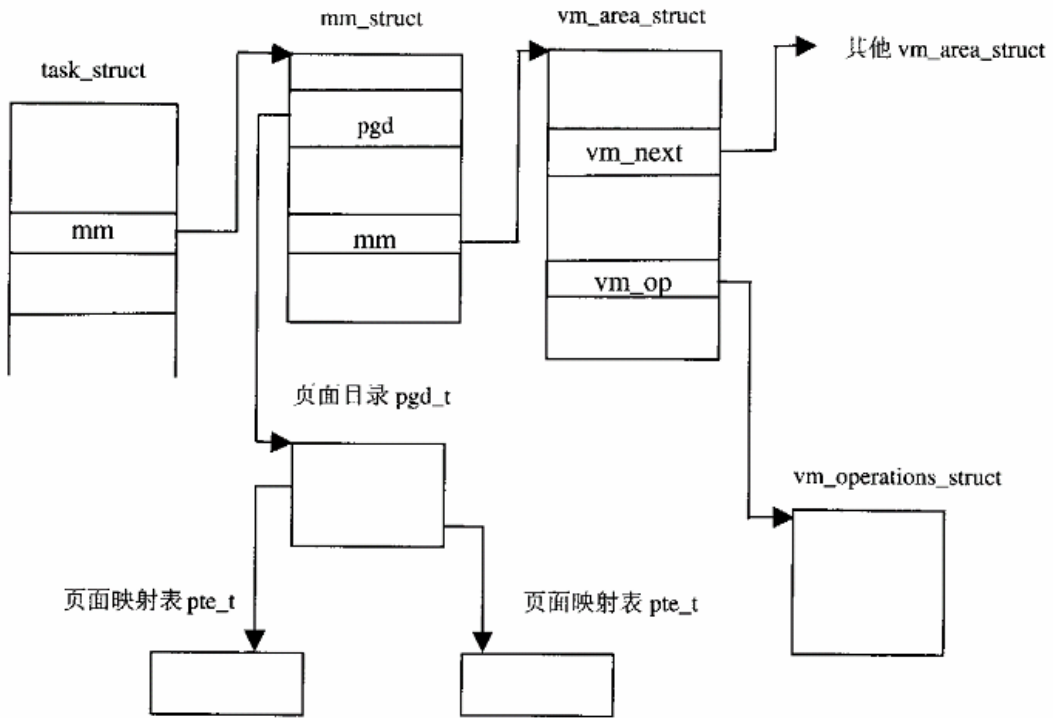 mm_struct
vm_area_struct
其他 vm_area_struct
task_struct
pgd
vm_next
mm
mm
vm_op
页面目录 pgd_t
vm_operations_struct
页面映射表 pte_t
页面映射表 pte_t